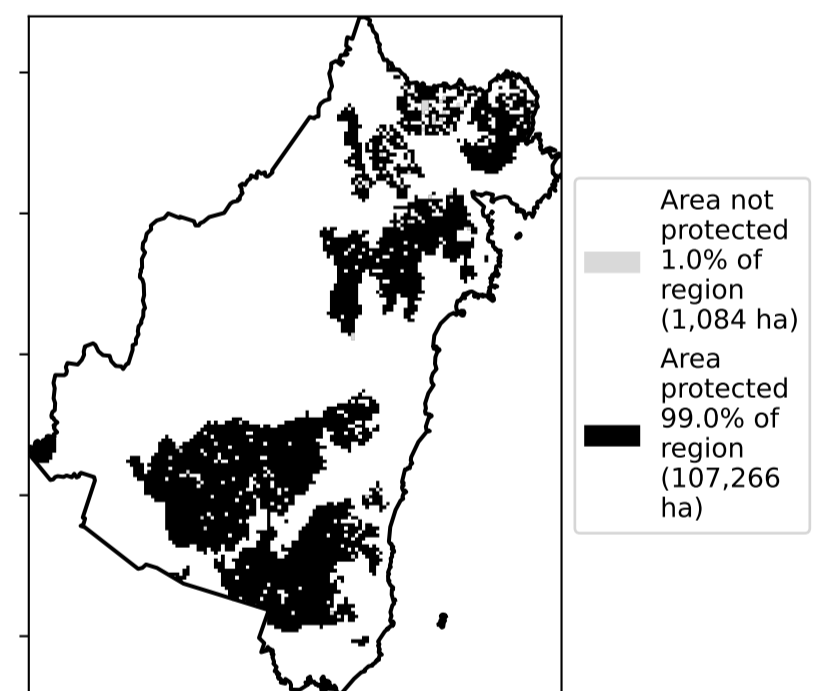 Area not
protected
1.0% of
region
(1,084 ha)
Area
protected
99.0% of
region
(107,266
ha)